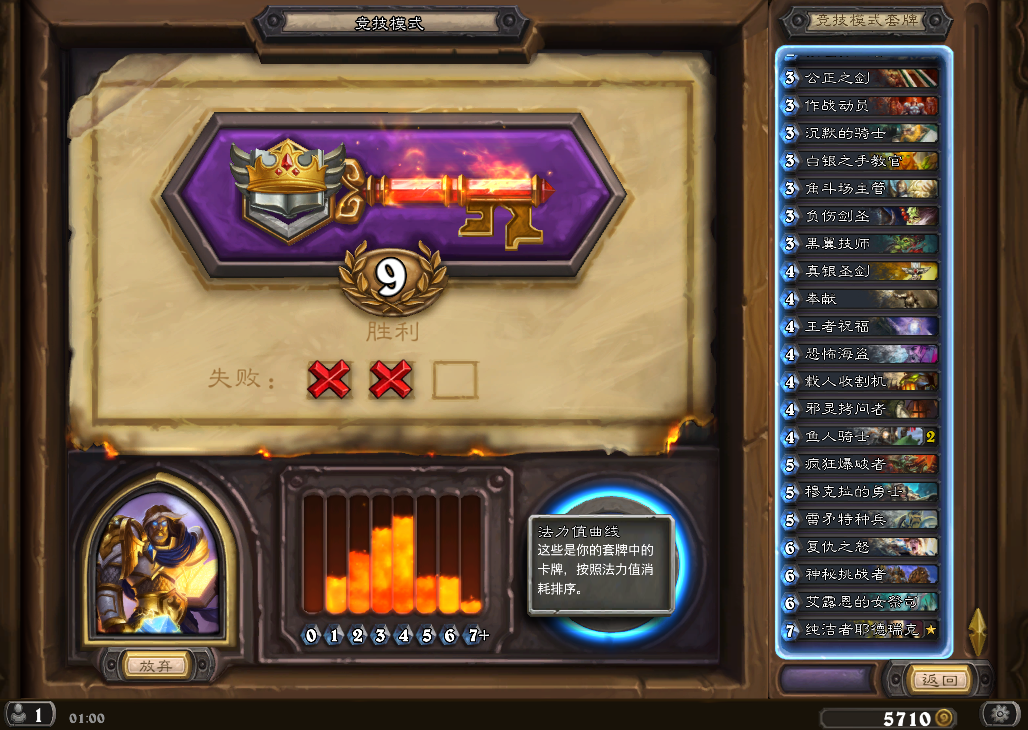 竞技模式
竞技模式套牌
9
胜利
失败：
3 公正之剑
3 作战动员
3 沉默的骑士
3 白银之手教官
3 角斗场主管
3 负伤剑圣
3 黑翼技师
4 真银圣剑
4 奉献
4 王者祝福
4 恐怖海盗
4 载人收割机
4 邪灵拷问者
4 鱼人骑士 2
5 疯狂爆破者
5 穆克拉的勇士
5 雷矛特种兵
6 复仇之怒
6 神秘挑战者
6 艾露恩的女祭司
7 纯洁者耶德瑞克
法力值曲线
这些是你的套牌中的
卡牌，按照法力值消
耗排序。
0 1 2 3 4 5 6 7+
放弃
返回
1 01:00
5710